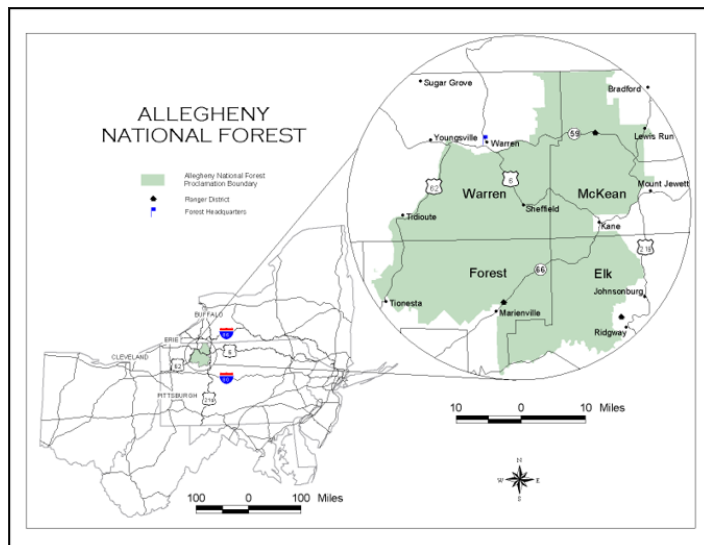 ALLEGHENY
NATIONAL FOREST
Allegheny National Forest
Proclamation Boundary
Ranger District
Forest Headquarters
Sugar Grove
Bradford
Youngsville
Warren
59
Lewis Run
62
6
Warren
McKean
Mount Jewett
Sheffield
Tidioute
Kane
219
Forest
66
Elk
Johnsonburg
Tionesta
Marienville
Ridgway
BUFFALO
ERIE
CLEVELAND
6
62
80
PITTSBURGH
219
10 0 10 Miles
100 0 100 Miles
N
W E
S